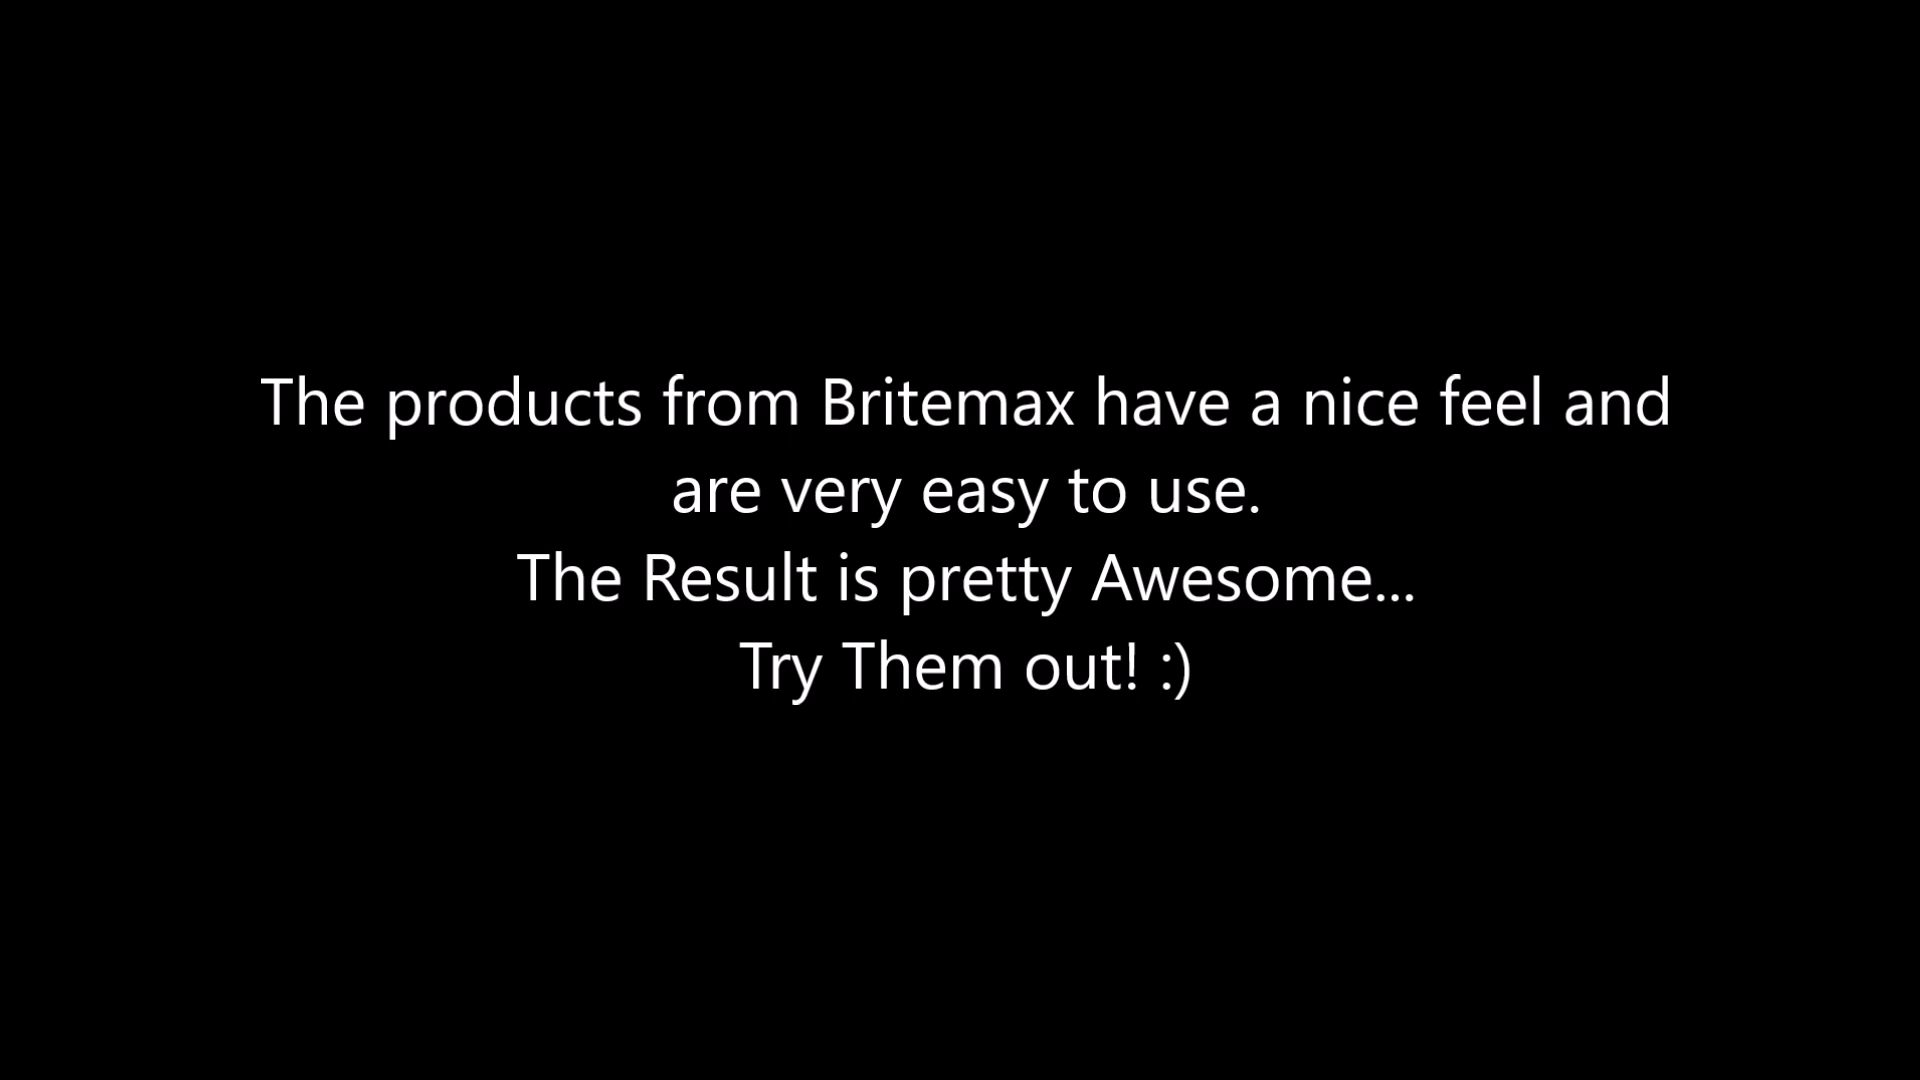 The products from Britemax have a nice feel and
are very easy to use.
The Result is pretty Awesome...
Try Them out! :)